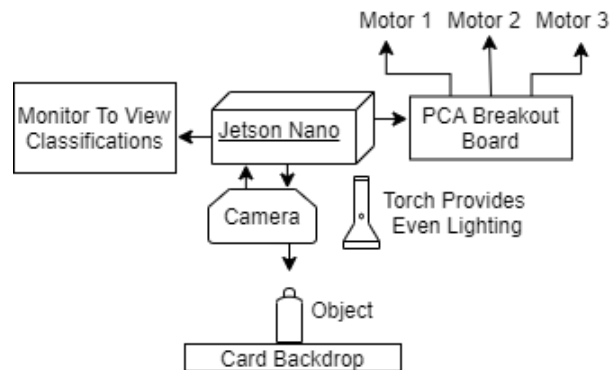 Motor 1 Motor 2 Motor 3
Monitor To View
Classifications
Jetson Nano
PCA Breakout
Board
Camera
Torch Provides
Even Lighting
Object
Card Backdrop